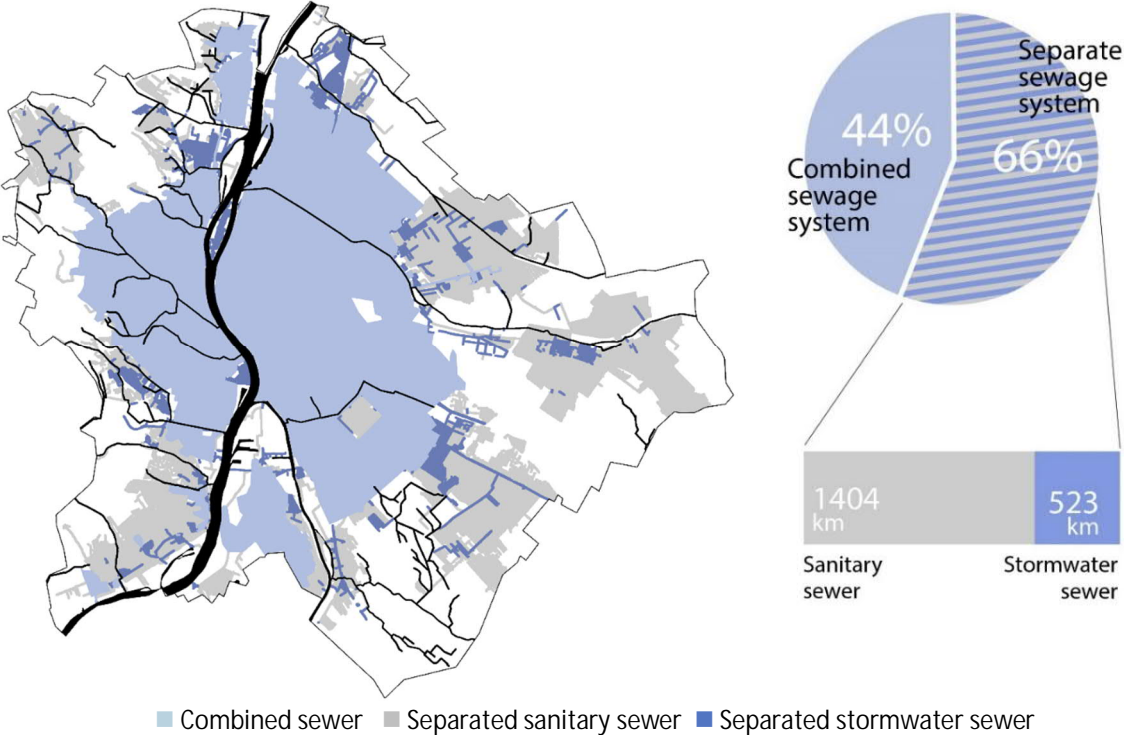 Separate
sewage
system
44%
66%
Combined
sewage
system
1404
km
523
km
Sanitary
sewer
Stormwater
sewer
Combined sewer Separated sanitary sewer Separated stormwater sewer